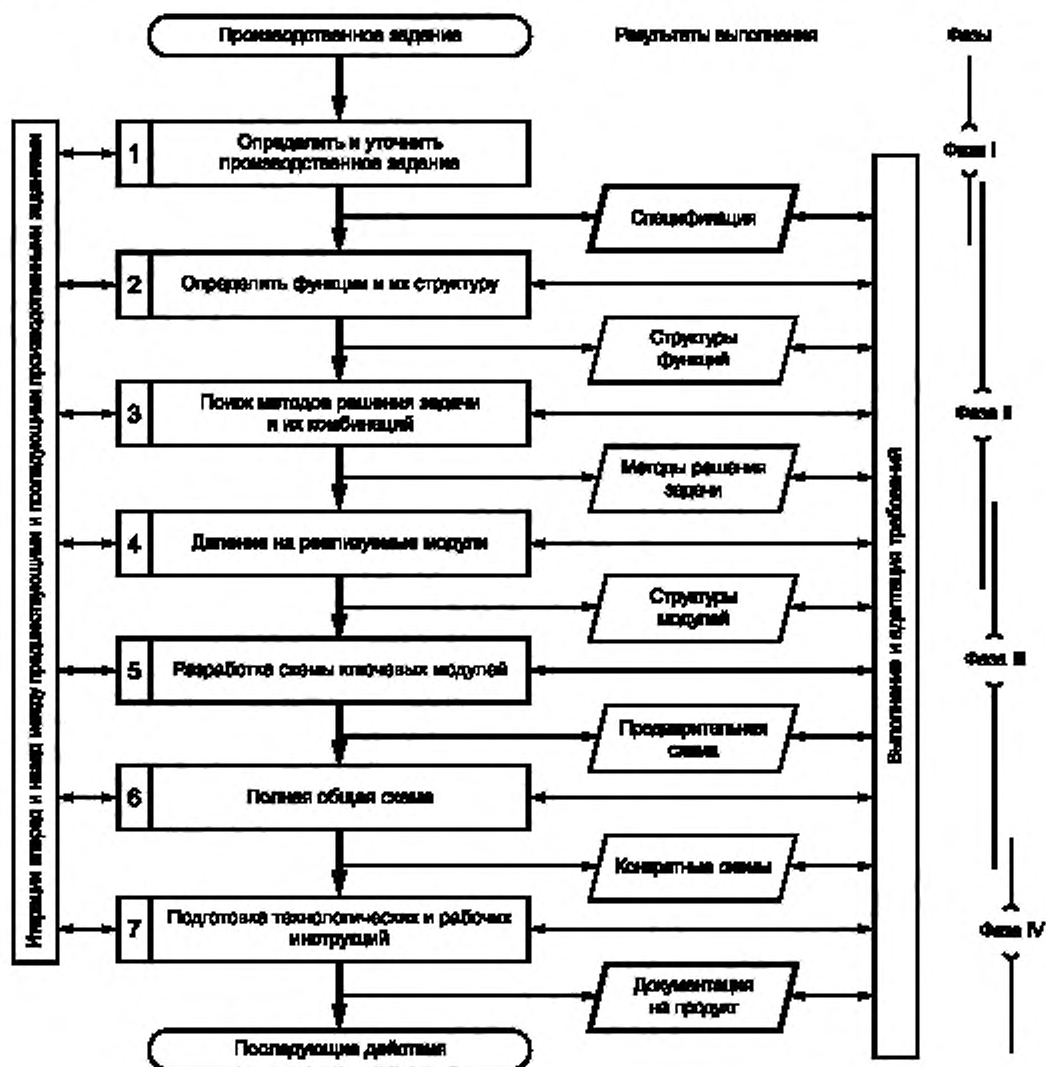 Производственное задание
Результаты выполнения
Фазы
1
Определить и уточнить
производственное задание
Фаза I
Спецификация
2
Определить функции и их структуру
Структуры
функций
3
Поиск методов решения задачи
и их комбинаций
Фаза II
Методы решения
задачи
4
Деление на реализуемые модули
Структуры
модулей
5
Разработка схемы ключевых модулей
Фаза III
Предварительная
схема
6
Полная общая схема
Конкретные схемы
7
Подготовка технологических и рабочих
инструкций
Фаза IV
Документация
на продукт
Последующие действия
Итерации вперед и назад между предшествующими и последующими производственными заданиями
Выполнение и адаптация требований